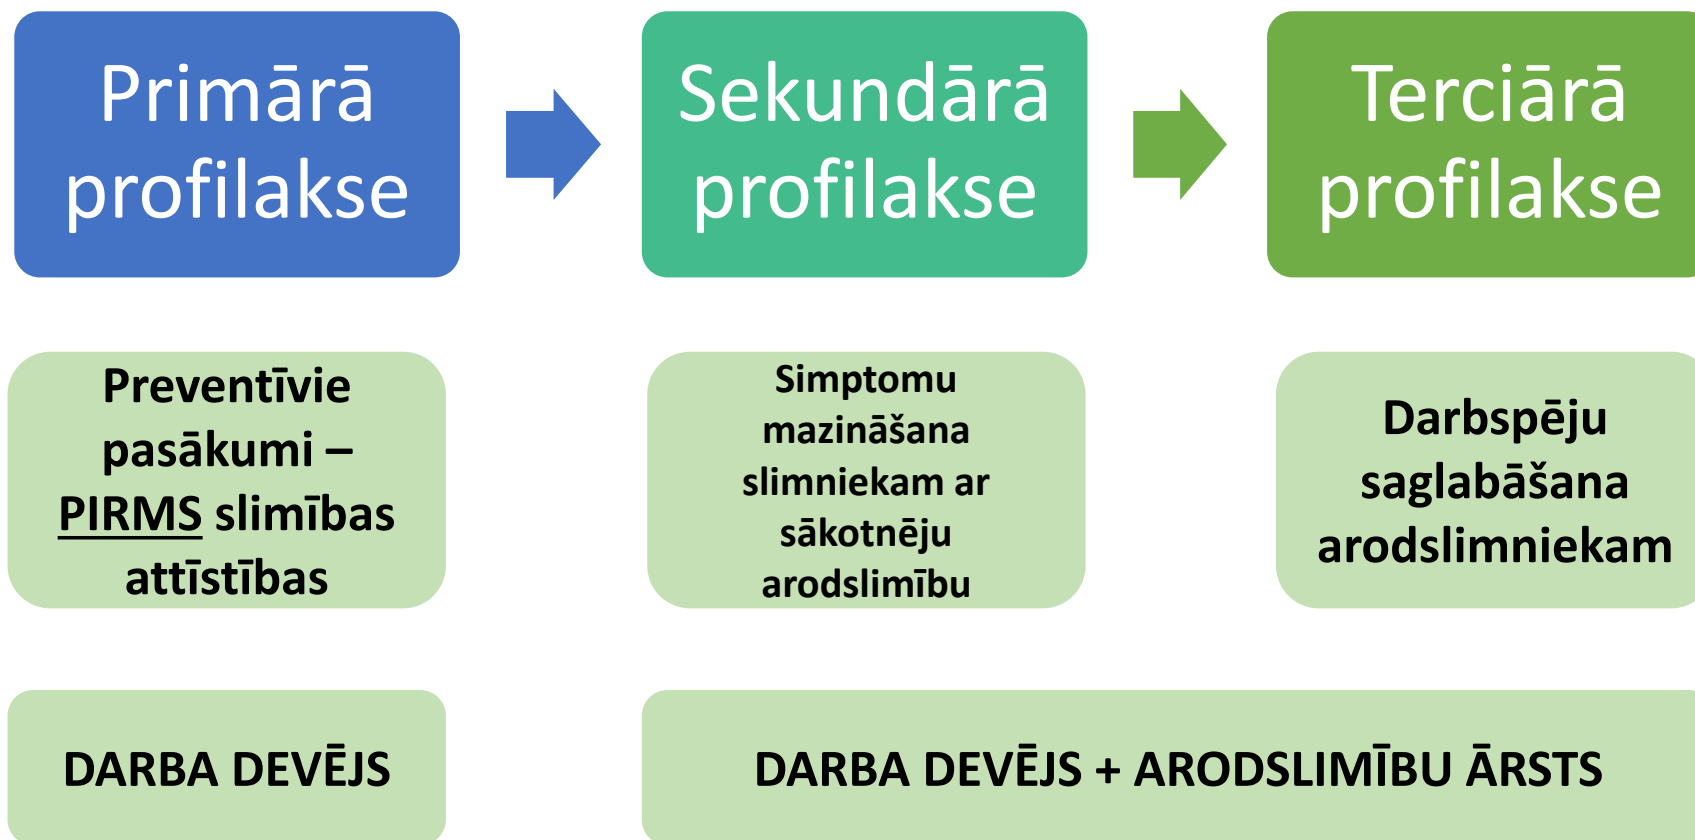 Primārā
profilakse
Sekundārā
profilakse
Terciārā
profilakse
Preventīvie
pasākumi –
PIRMS slimības
attīstības
Simptomu
mazināšana
slimniekam ar
sākotnēju
arodslimību
Darbspēju
saglabāšana
arodslimniekam
DARBA DEVĒJS
DARBA DEVĒJS + ARODSLIMĪBU ĀRSTS